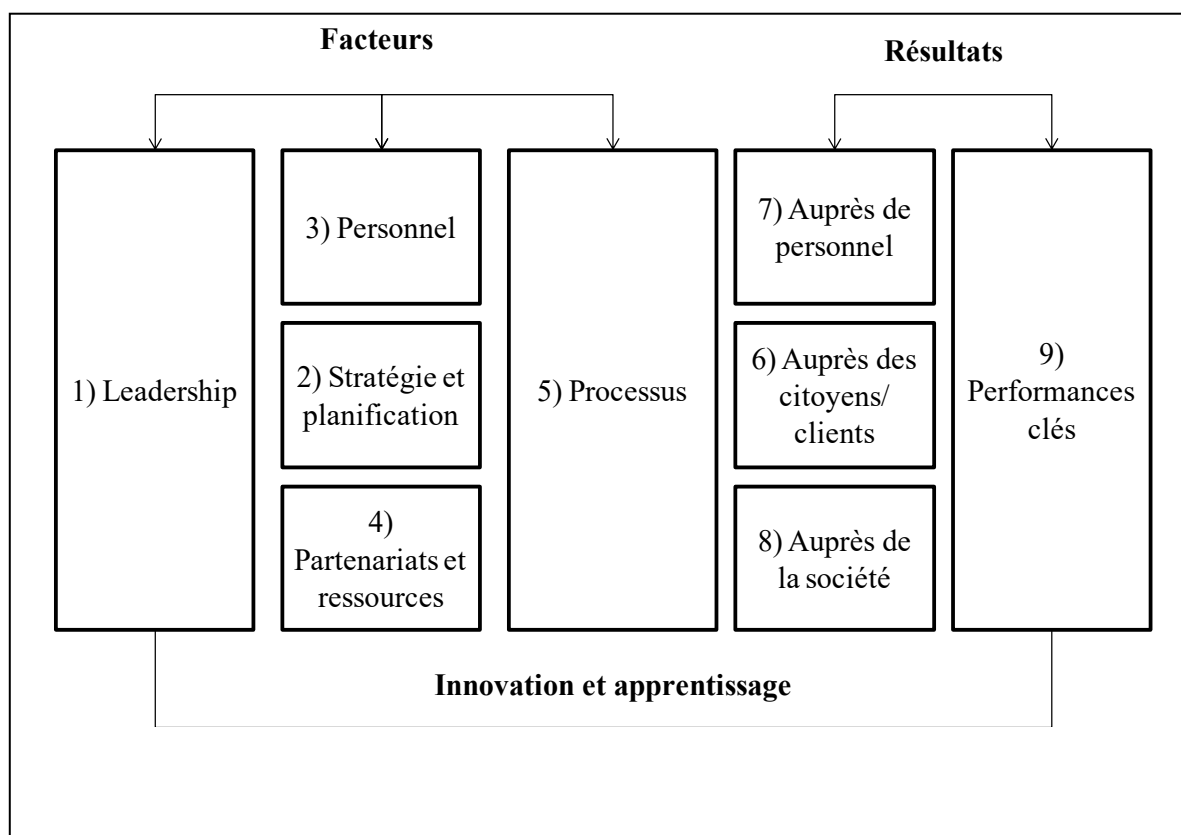 Facteurs
Résultats
1) Leadership
3) Personnel
2) Stratégie et
planification
4)
Partenariats et
ressources
5) Processus
7) Auprès de
personnel
6) Auprès des
citoyens/
clients
8) Auprès de
la société
9)
Performances
clés
Innovation et apprentissage